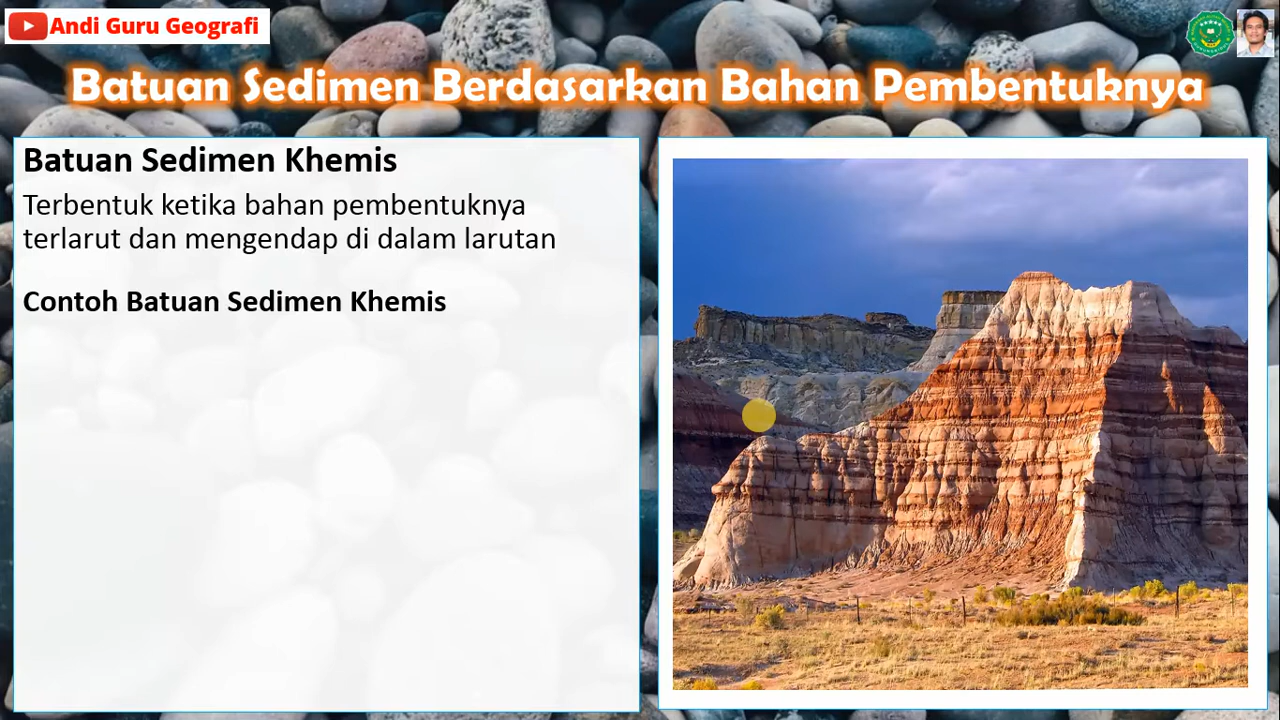 Andi Guru Geografi
Batuan Sedimen Berdasarkan Bahan Pembentuknya
Batuan Sedimen Khemis
Terbentuk ketika bahan pembentuknya
terlarut dan mengendap di dalam larutan
Contoh Batuan Sedimen Khemis